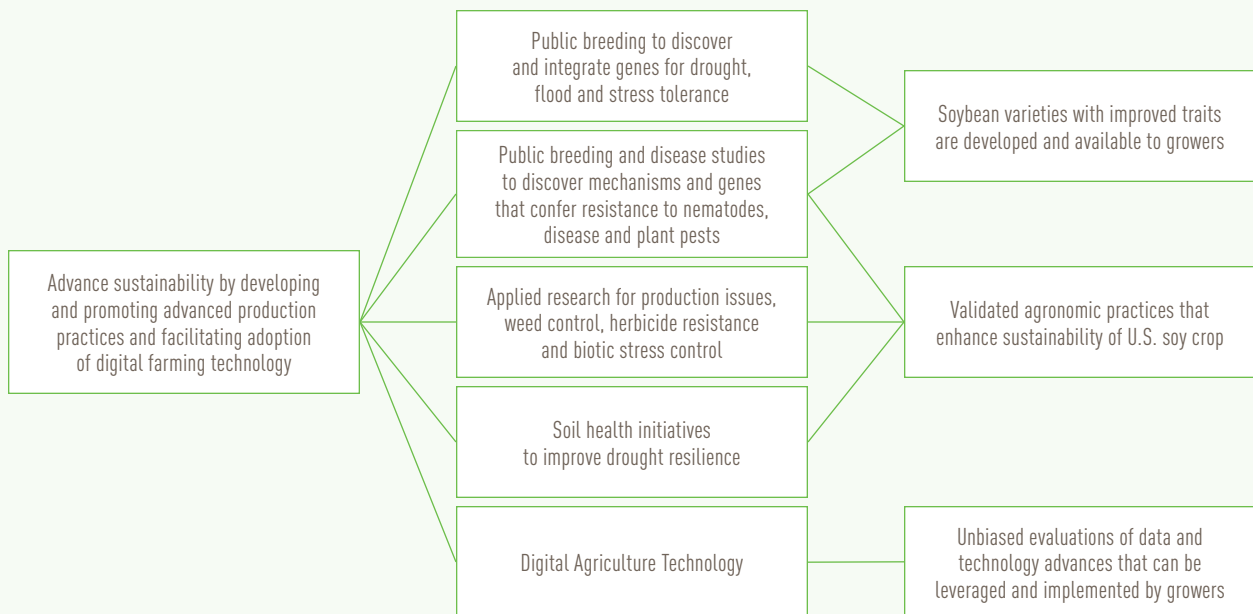 Advance sustainability by developing
and promoting advanced production
practices and facilitating adoption
of digital farming technology
Public breeding to discover
and integrate genes for drought,
flood and stress tolerance
Public breeding and disease studies
to discover mechanisms and genes
that confer resistance to nematodes,
disease and plant pests
Applied research for production issues,
weed control, herbicide resistance
and biotic stress control
Soil health initiatives
to improve drought resilience
Digital Agriculture Technology
Soybean varieties with improved traits
are developed and available to growers
Validated agronomic practices that
enhance sustainability of U.S. soy crop
Unbiased evaluations of data and
technology advances that can be
leveraged and implemented by growers